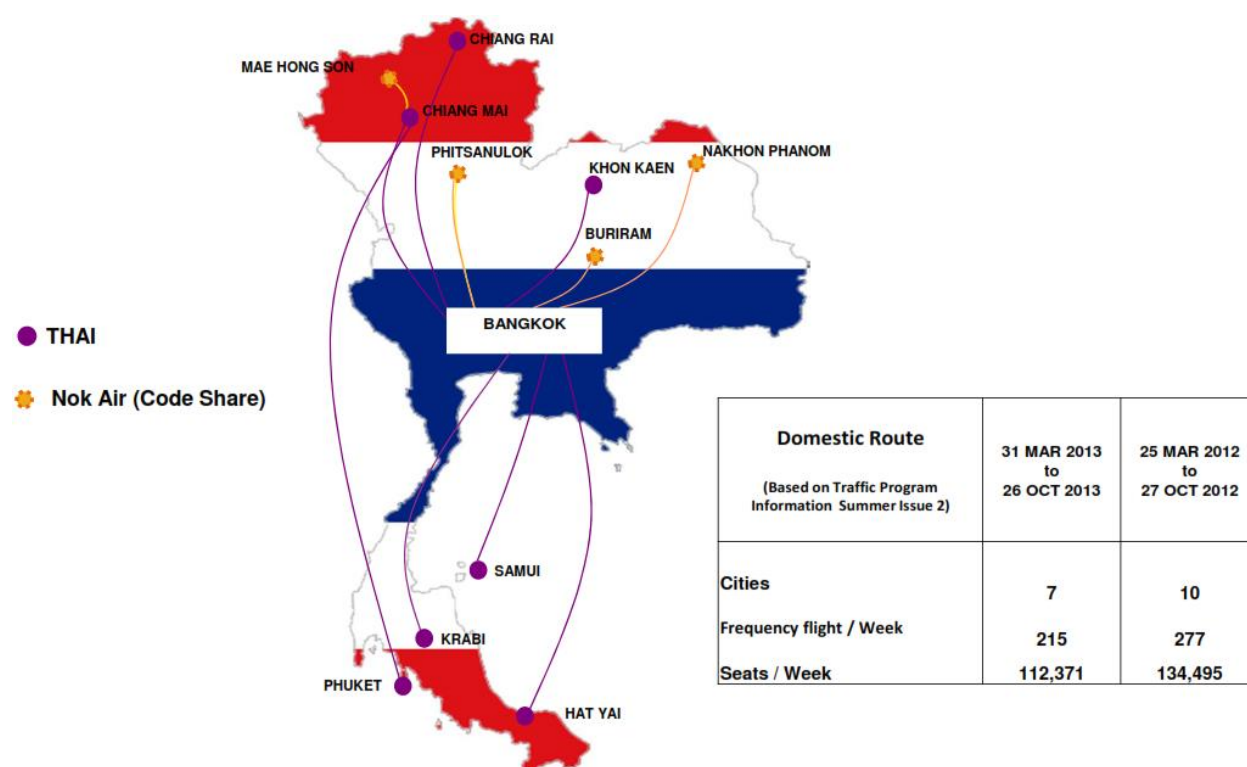 CHIANG RAI
MAE HONG SON
CHIANG MAI
PHITSANULOK
NAKHON PHANOM
KHON KAEN
BURIRAM
BANGKOK
THAI
Nok Air (Code Share)
SAMUI
KRABI
PHUKET
HAT YAI
Domestic Route
(Based on Traffic Program
Information Summer Issue 2)
31 MAR 2013
to
26 OCT 2013
25 MAR 2012
to
27 OCT 2012
Cities 7 10
Frequency flight / Week 215 277
Seats / Week 112,371 134,495